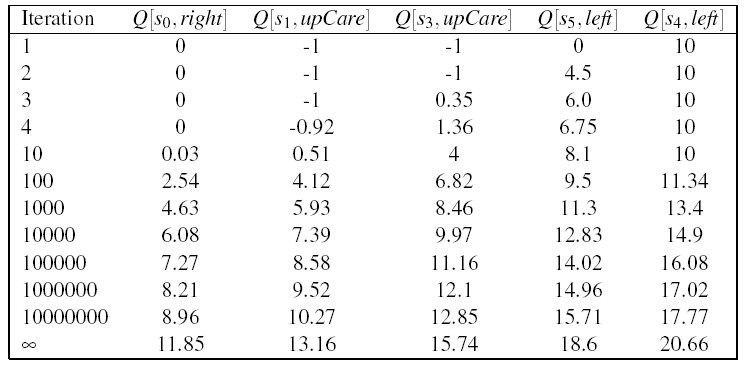 Iteration Q[s0, right] Q[s1, upCare] Q[s3, upCare] Q[s5, left] Q[s4, left]
1 0 -1 -1 0 10
2 0 -1 -1 4.5 10
3 0 -1 0.35 6.0 10
4 0 -0.92 1.36 6.75 10
10 0.03 0.51 4 8.1 10
100 2.54 4.12 6.82 9.5 11.34
1000 4.63 5.93 8.46 11.3 13.4
10000 6.08 7.39 9.97 12.83 14.9
100000 7.27 8.58 11.16 14.02 16.08
1000000 8.21 9.52 12.1 14.96 17.02
10000000 8.96 10.27 12.85 15.71 17.77
∞ 11.85 13.16 15.74 18.6 20.66